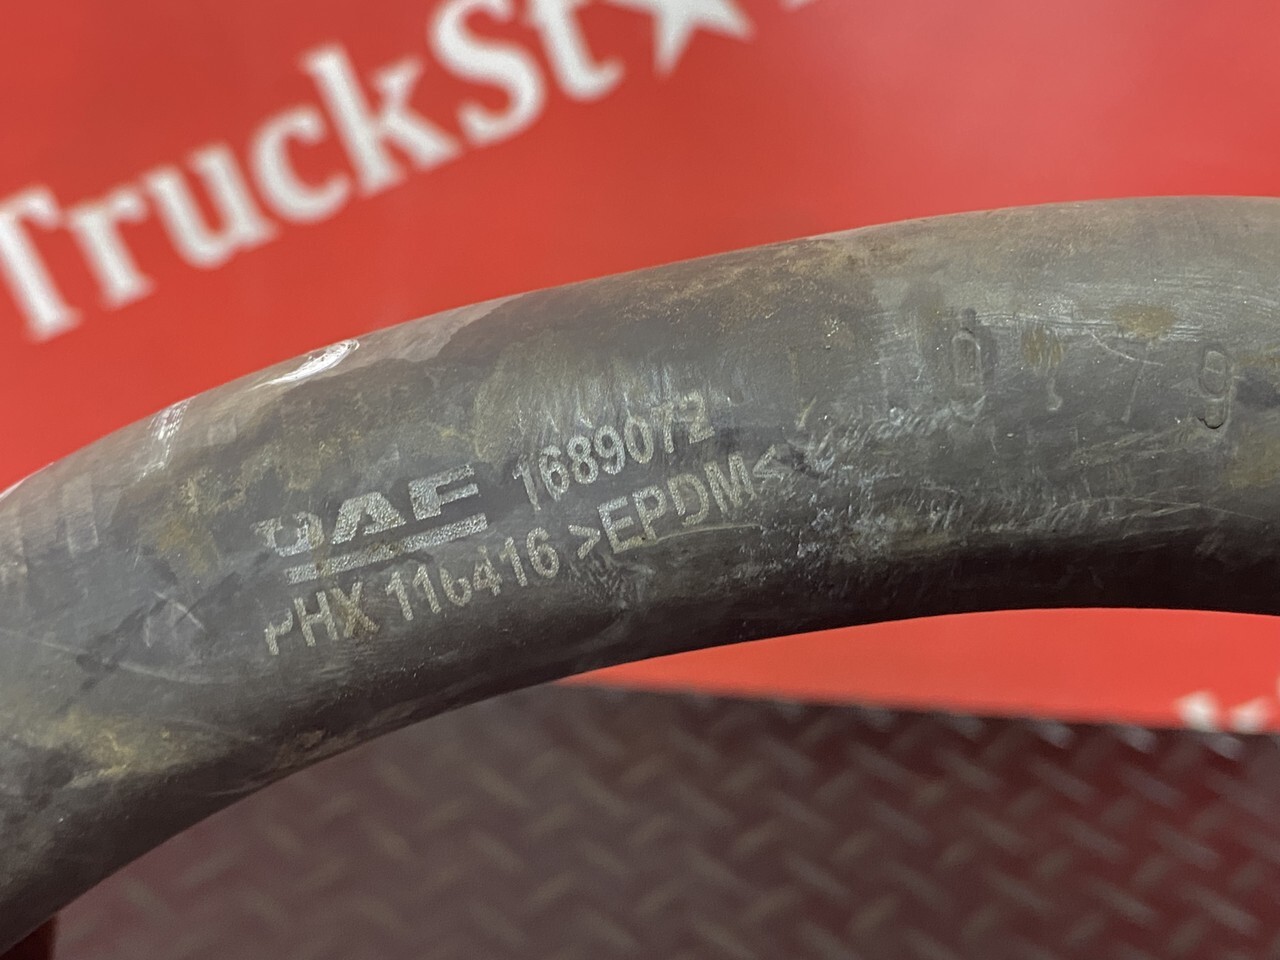 TruckSt★
DAF 1689072
PHX 116416 >EPDM<